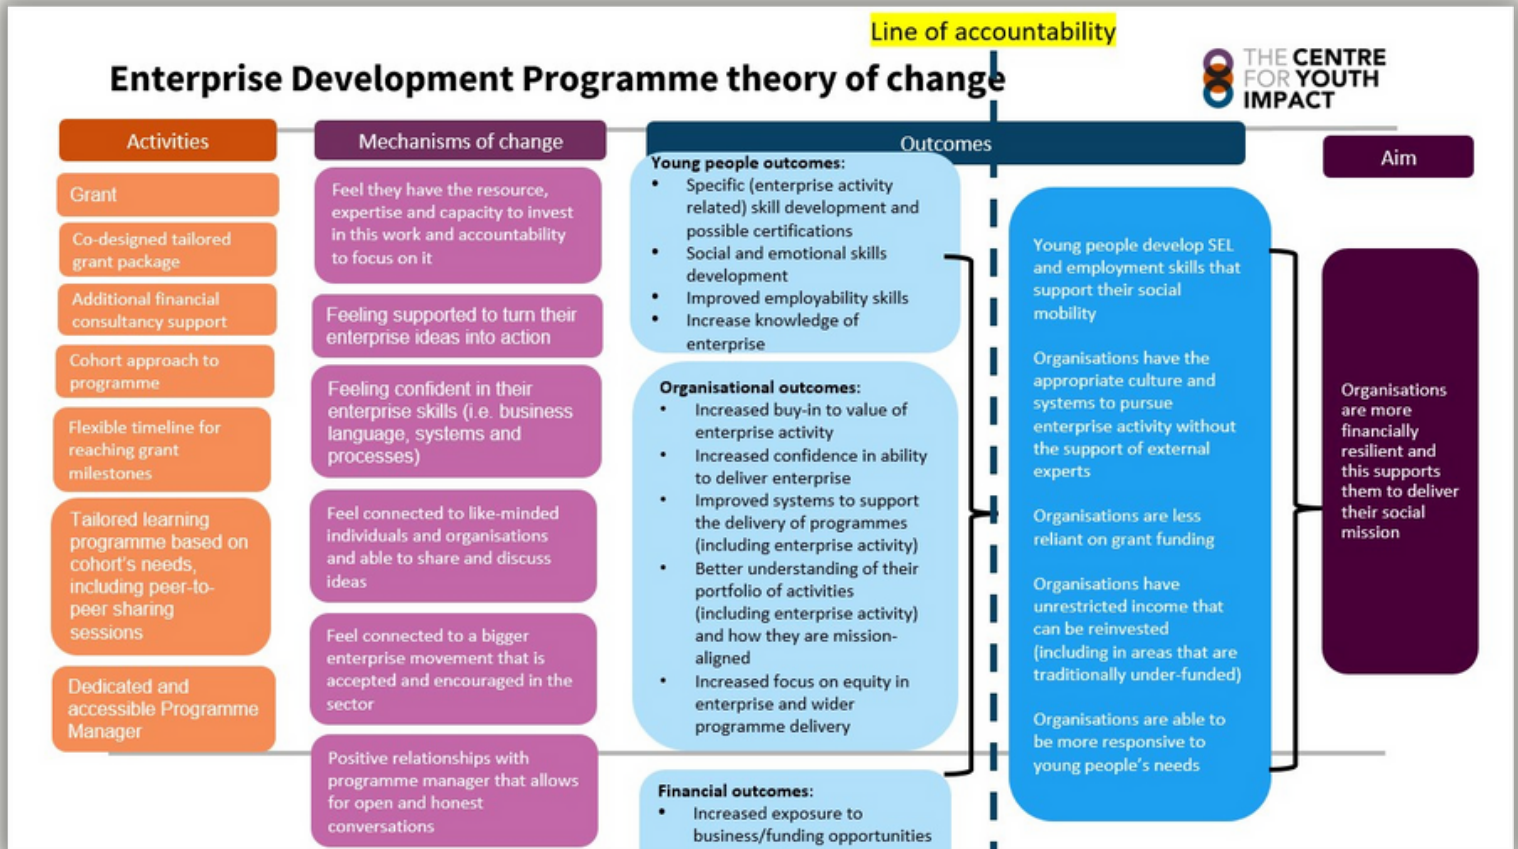 Line of accountability
Enterprise Development Programme theory of change
THE CENTRE
FOR YOUTH
IMPACT
Activities
Grant
Co-designed tailored
grant package
Additional financial
consultancy support
Cohort approach to
programme
Flexible timeline for
reaching grant
milestones
Tailored learning
programme based on
cohort's needs,
including peer-to-
peer sharing
sessions
Dedicated and
accessible Programme
Manager
Mechanisms of change
Feel they have the resource,
expertise and capacity to invest
in this work and accountability
to focus on it
Feeling supported to turn their
enterprise ideas into action
Feeling confident in their
enterprise skills (i.e. business
language, systems and
processes)
Feel connected to like-minded
individuals and organisations
and able to share and discuss
ideas
Feel connected to a bigger
enterprise movement that is
accepted and encouraged in the
sector
Positive relationships with
programme manager that allows
for open and honest
conversations
Outcomes
Young people outcomes:
• Specific (enterprise activity
related) skill development and
possible certifications
• Social and emotional skills
development
• Improved employability skills
• Increase knowledge of
enterprise
Organisational outcomes:
• Increased buy-in to value of
enterprise activity
• Increased confidence in ability
to deliver enterprise
• Improved systems to support
the delivery of programmes
(including enterprise activity)
• Better understanding of their
portfolio of activities
(including enterprise activity)
and how they are mission-
aligned
• Increased focus on equity in
enterprise and wider
programme delivery
Financial outcomes:
• Increased exposure to
business/funding opportunities
Young people develop SEL
and employment skills that
support their social
mobility
Organisations have the
appropriate culture and
systems to pursue
enterprise activity without
the support of external
experts
Organisations are less
reliant on grant funding
Organisations have
unrestricted income that
can be reinvested
(including in areas that are
traditionally under-funded)
Organisations are able to
be more responsive to
young people's needs
Aim
Organisations
are more
financially
resilient and
this supports
them to deliver
their social
mission